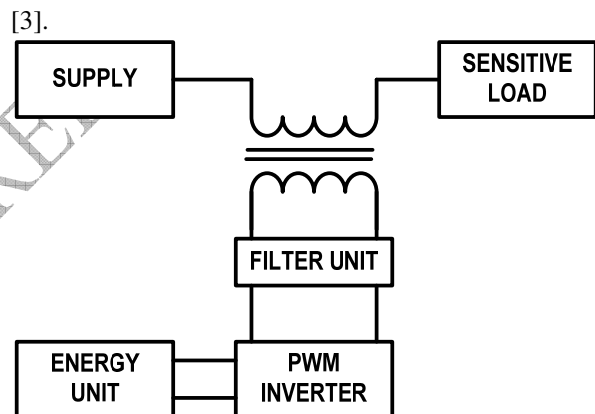 [3].
SUPPLY
SENSITIVE
LOAD
FILTER UNIT
ENERGY
UNIT
PWM
INVERTER